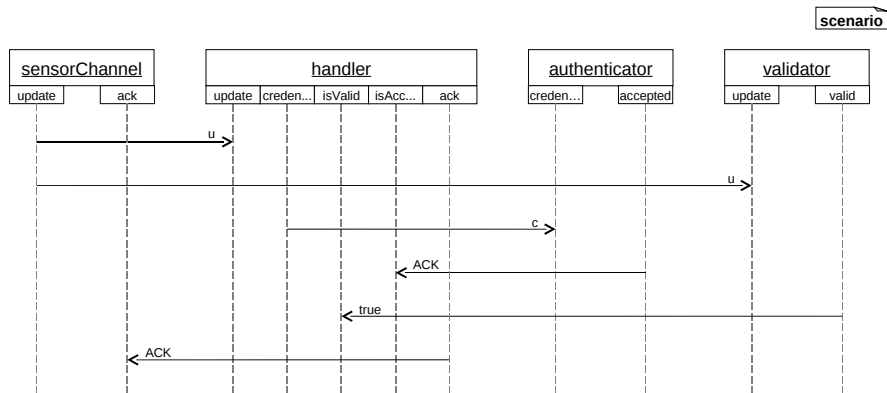 scenario
sensorChannel handler authenticator validator
update ack update creden... isValid isAcc... ack creden... accepted update valid
u
u
c
ACK
true
ACK